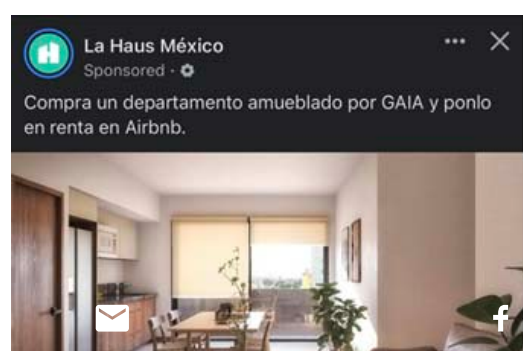 La Haus México
Sponsored ·
Compra un departamento amueblado por GAIA y ponlo
en renta en Airbnb.